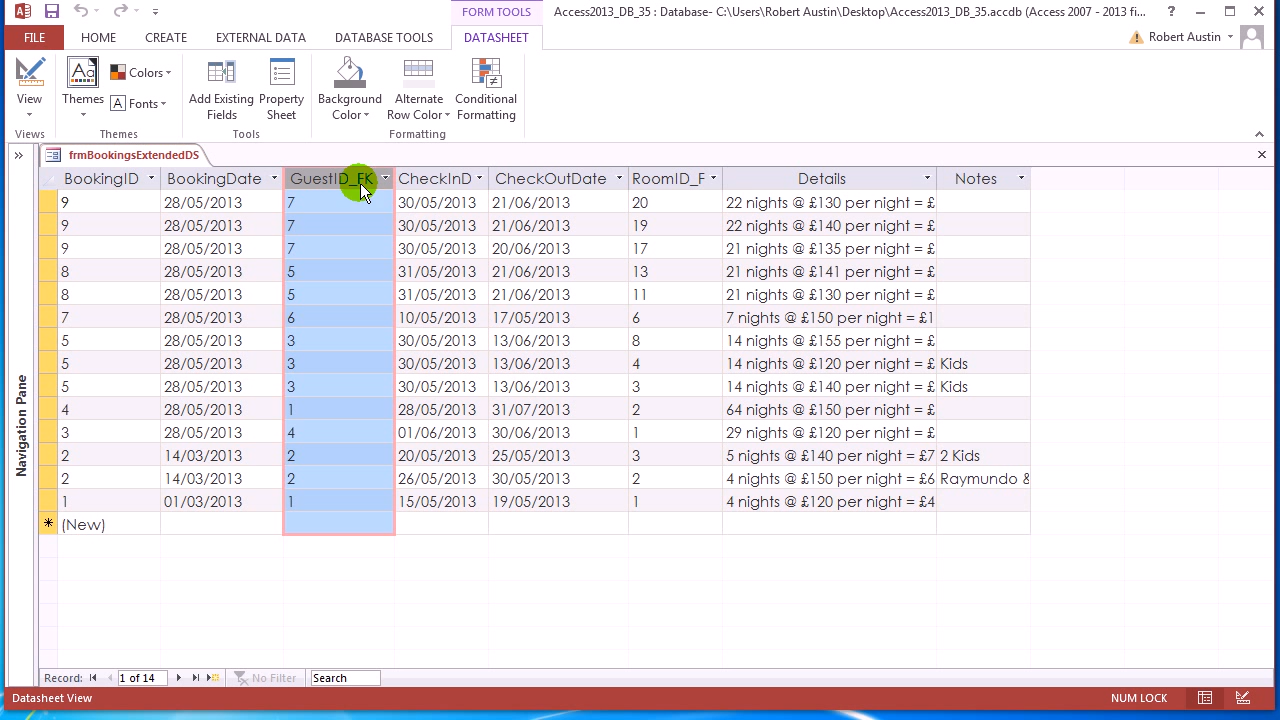 FORM TOOLS
Access2013_DB_35 : Database- C:\Users\Robert Austin\Desktop\Access2013_DB_35.accdb (Access 2007 - 2013 fi...
?
FILE HOME CREATE EXTERNAL DATA DATABASE TOOLS DATASHEET
Robert Austin
View
Aa
Themes
Colors
A Fonts
Add Existing Fields
Property Sheet
Background Color
Alternate Row Color
Conditional Formatting
Views Themes Tools Formatting
frmBookingsExtendedDS
Navigation Pane
BookingID BookingDate GuestID_FK CheckInD CheckOutDate RoomID_F Details Notes
9 28/05/2013 7 30/05/2013 21/06/2013 20 22 nights @ £130 per night = £
9 28/05/2013 7 30/05/2013 21/06/2013 19 22 nights @ £140 per night = £
9 28/05/2013 7 30/05/2013 20/06/2013 17 21 nights @ £135 per night = £
8 28/05/2013 5 31/05/2013 21/06/2013 13 21 nights @ £141 per night = £
8 28/05/2013 5 31/05/2013 21/06/2013 11 21 nights @ £130 per night = £
7 28/05/2013 6 10/05/2013 17/05/2013 6 7 nights @ £150 per night = £1
5 28/05/2013 3 30/05/2013 13/06/2013 8 14 nights @ £155 per night = £
5 28/05/2013 3 30/05/2013 13/06/2013 4 14 nights @ £120 per night = £ Kids
5 28/05/2013 3 30/05/2013 13/06/2013 3 14 nights @ £140 per night = £ Kids
4 28/05/2013 1 28/05/2013 31/07/2013 2 64 nights @ £150 per night = £
3 28/05/2013 4 01/06/2013 30/06/2013 1 29 nights @ £120 per night = £
2 14/03/2013 2 20/05/2013 25/05/2013 3 5 nights @ £140 per night = £7 2 Kids
2 14/03/2013 2 26/05/2013 30/05/2013 2 4 nights @ £150 per night = £6 Raymundo &
1 01/03/2013 1 15/05/2013 19/05/2013 1 4 nights @ £120 per night = £4
* (New)
Record: 1 of 14 No Filter Search
Datasheet View NUM LOCK